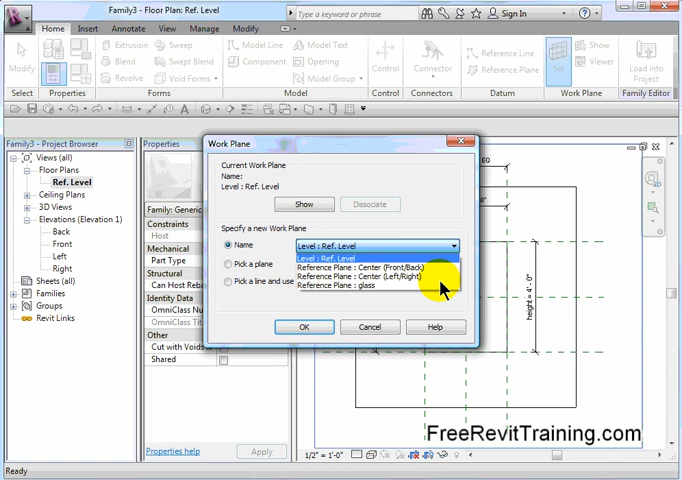 Family3 - Floor Plan: Ref. Level
Type a keyword or phrase
Sign In
Home Insert Annotate View Manage Modify
Extrusion Sweep Model Line Model Text Reference Line Show
Blend Swept Blend Component Opening Reference Plane Viewer
Revolve Void Forms Model Group
Modify Control Connector Set Load into Project
Select Properties Forms Model Control Connectors Datum Work Plane Family Editor
Family3 - Project Browser
Views (all)
Floor Plans
Ref. Level
Ceiling Plans
3D Views
Elevations (Elevation 1)
Back
Front
Left
Right
Sheets (all)
Families
Groups
Revit Links
Properties
Family: Generic
Constraints
Host
Mechanical
Part Type
Structural
Can Host Rebar
Identity Data
OmniClass
OmniClass Titl
Other
Cut with Voids
Shared
Properties help
Apply
Work Plane
Current Work Plane
Name:
Level : Ref. Level
Show Dissociate
Specify a new Work Plane
Name
Level : Ref. Level
Level : Ref. Level
Reference Plane : Center (Front/Back)
Reference Plane : Center (Left/Right)
Reference Plane : glass
Pick a plane
Pick a line and use
OK Cancel Help
EQ
height = 4' - 0"
FreeRevitTraining.com
1/2" = 1'-0"
Ready